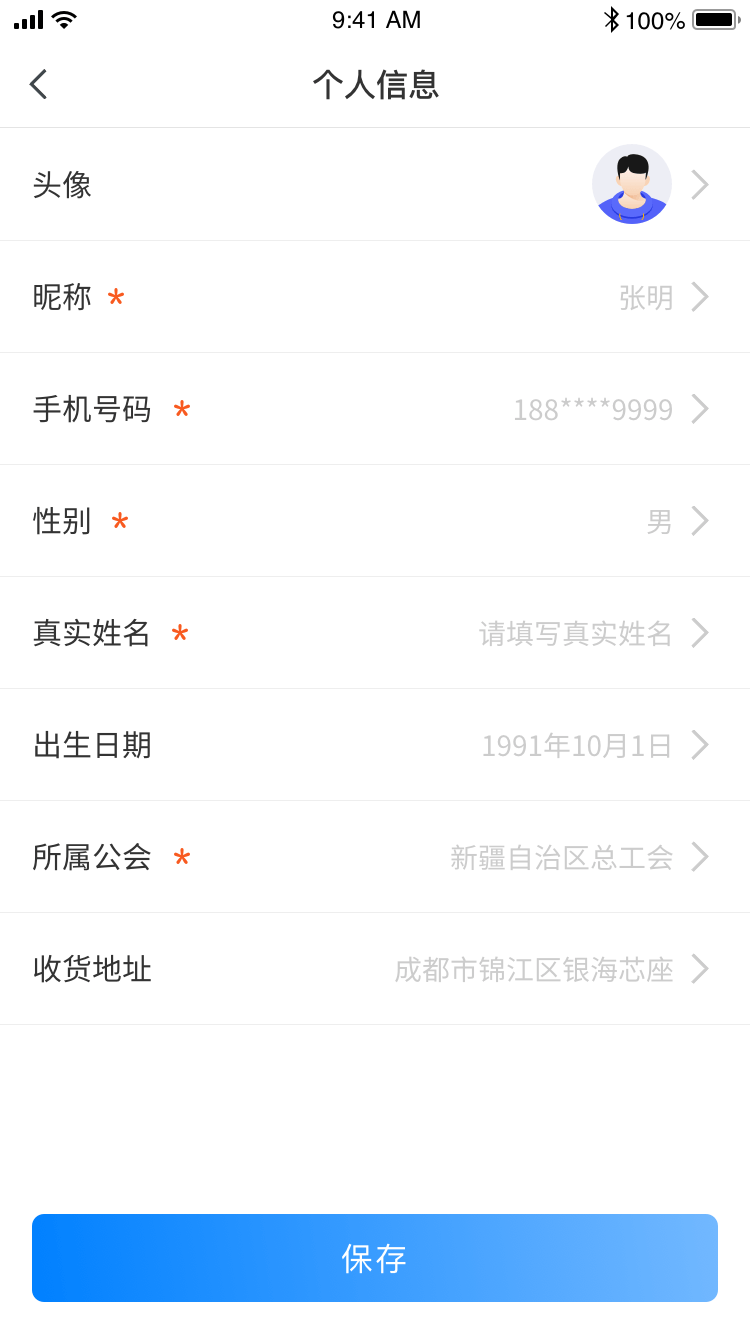 9:41 AM 100%
个人信息
头像
昵称 * 张明
手机号码 * 188****9999
性别 * 男
真实姓名 * 请填写真实姓名
出生日期 1991年10月1日
所属公会 * 新疆自治区总工会
收货地址 成都市锦江区银海芯座
保存